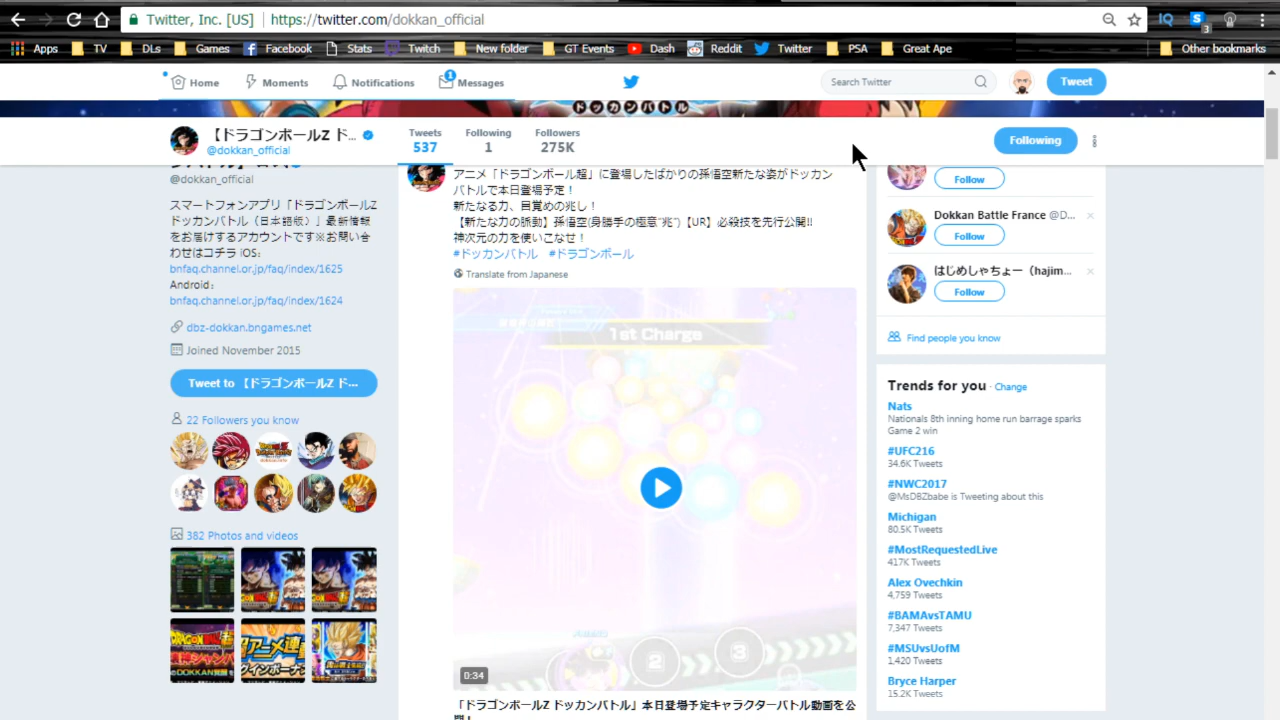 Twitter, Inc. [US]
https://twitter.com/dokkan_official
IQ
S
3
Apps
TV
DLs
Games
Facebook
Stats
Twitch
New folder
GT Events
Dash
Reddit
Twitter
PSA
Great Ape
Other bookmarks
Home
Moments
Notifications
1
Messages
Search Twitter
Tweet
ドッカンバトル
【ドラゴンボールZ ド...
@dokkan_official
Tweets
537
Following
1
Followers
275K
Following
@dokkan_official
スマートフォンアプリ「ドラゴンボールZ
ドッカンバトル（日本語版）」最新情報
をお届けするアカウントです※お問い合
わせはコチラ iOS:
bnfaq.channel.or.jp/faq/index/1625
Android:
bnfaq.channel.or.jp/faq/index/1624
dbz-dokkan.bngames.net
Joined November 2015
Tweet to 【ドラゴンボールZ ド...
22 Followers you know
382 Photos and videos
アニメ「ドラゴンボール超」に登場したばかりの孫悟空新たな姿がドッカン
バトルで本日登場予定！
新たなる力、目覚めの兆し！
【新たな力の脈動】孫悟空(身勝手の極意"兆")【UR】必殺技を先行公開!!
神次元の力を使いこなせ！
#ドッカンバトル #ドラゴンボール
Translate from Japanese
1st Charge
2
3
0:34
「ドラゴンボールZ ドッカンバトル」本日登場予定キャラクターバトル動画を公
開！
Follow
Dokkan Battle France @D...
Follow
はじめしゃちょー（hajim...
Follow
Find people you know
Trends for you · Change
Nats
Nationals 8th inning home run barrage sparks
Game 2 win
#UFC216
34.6K Tweets
#NWC2017
@MsDBZbabe is Tweeting about this
Michigan
80.5K Tweets
#MostRequestedLive
417K Tweets
Alex Ovechkin
4,759 Tweets
#BAMAvsTAMU
7,347 Tweets
#MSUvsUofM
1,420 Tweets
Bryce Harper
15.2K Tweets